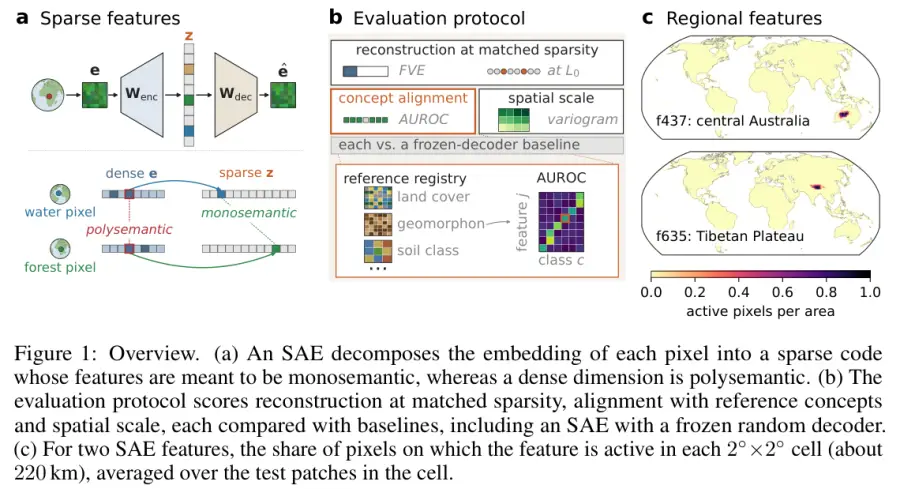 a Sparse features
z
e
ê
W_enc
W_dec
dense e
sparse z
water pixel
monosemantic
polysemantic
forest pixel
b Evaluation protocol
reconstruction at matched sparsity
FVE
at L₀
concept alignment
AUROC
spatial scale
variogram
each vs. a frozen-decoder baseline
reference registry
land cover
geomorphon
soil class
...
AUROC
feature j
class c
c Regional features
f437: central Australia
f635: Tibetan Plateau
0.0 0.2 0.4 0.6 0.8 1.0
active pixels per area
Figure 1: Overview. (a) An SAE decomposes the embedding of each pixel into a sparse code
whose features are meant to be monosemantic, whereas a dense dimension is polysemantic. (b) The
evaluation protocol scores reconstruction at matched sparsity, alignment with reference concepts
and spatial scale, each compared with baselines, including an SAE with a frozen random decoder.
(c) For two SAE features, the share of pixels on which the feature is active in each 2°×2° cell (about
220 km), averaged over the test patches in the cell.